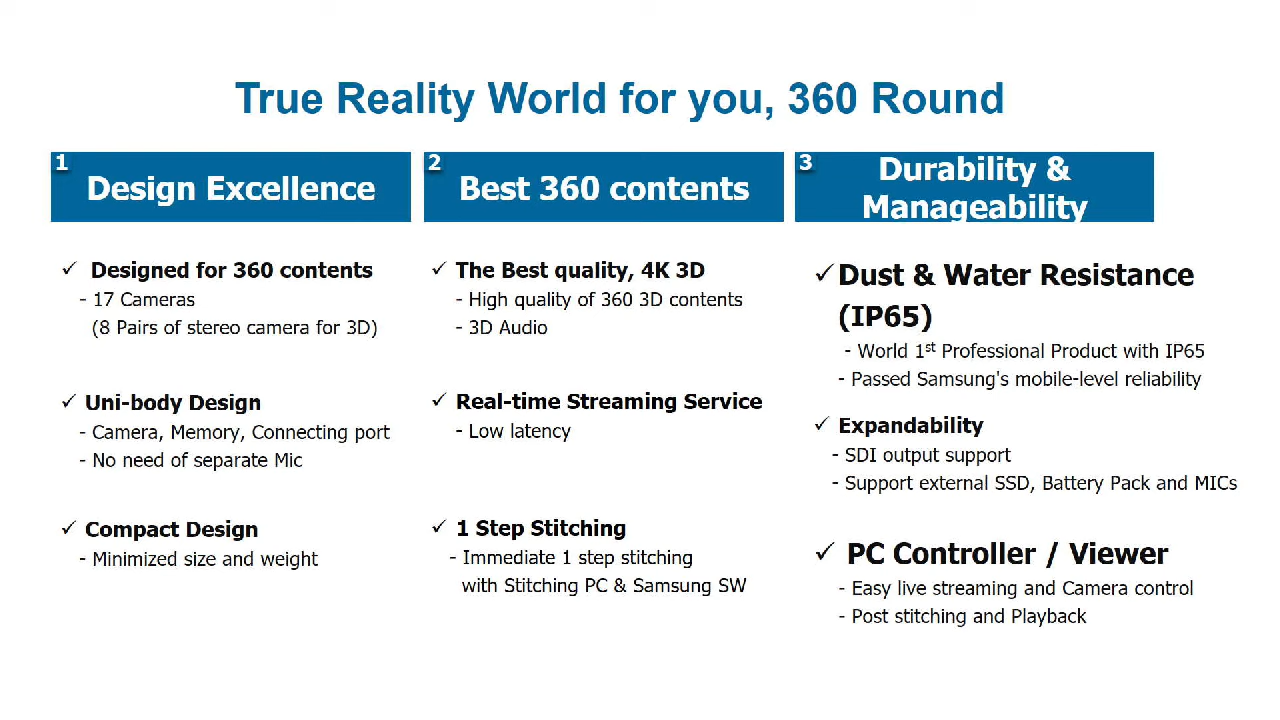 True Reality World for you, 360 Round
1
Design Excellence
✓ Designed for 360 contents
- 17 Cameras
(8 Pairs of stereo camera for 3D)
✓ Uni-body Design
- Camera, Memory, Connecting port
- No need of separate Mic
✓ Compact Design
- Minimized size and weight
2
Best 360 contents
✓ The Best quality, 4K 3D
- High quality of 360 3D contents
- 3D Audio
✓ Real-time Streaming Service
- Low latency
✓ 1 Step Stitching
- Immediate 1 step stitching
with Stitching PC & Samsung SW
3
Durability &
Manageability
✓ Dust & Water Resistance
(IP65)
- World 1st Professional Product with IP65
- Passed Samsung's mobile-level reliability
✓ Expandability
- SDI output support
- Support external SSD, Battery Pack and MICs
✓ PC Controller / Viewer
- Easy live streaming and Camera control
- Post stitching and Playback